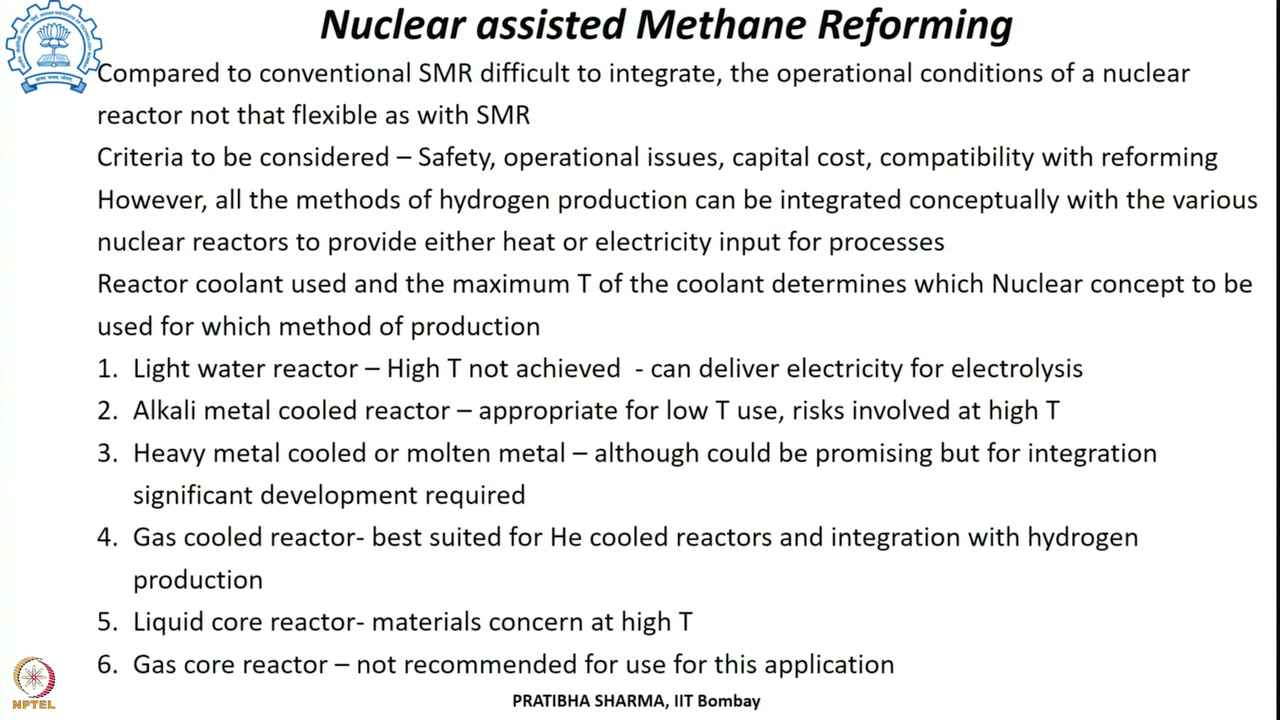 Nuclear assisted Methane Reforming
Compared to conventional SMR difficult to integrate, the operational conditions of a nuclear
reactor not that flexible as with SMR
Criteria to be considered – Safety, operational issues, capital cost, compatibility with reforming
However, all the methods of hydrogen production can be integrated conceptually with the various
nuclear reactors to provide either heat or electricity input for processes
Reactor coolant used and the maximum T of the coolant determines which Nuclear concept to be
used for which method of production
1. Light water reactor – High T not achieved - can deliver electricity for electrolysis
2. Alkali metal cooled reactor – appropriate for low T use, risks involved at high T
3. Heavy metal cooled or molten metal – although could be promising but for integration
significant development required
4. Gas cooled reactor- best suited for He cooled reactors and integration with hydrogen
production
5. Liquid core reactor- materials concern at high T
6. Gas core reactor – not recommended for use for this application
NPTEL
PRATIBHA SHARMA, IIT Bombay